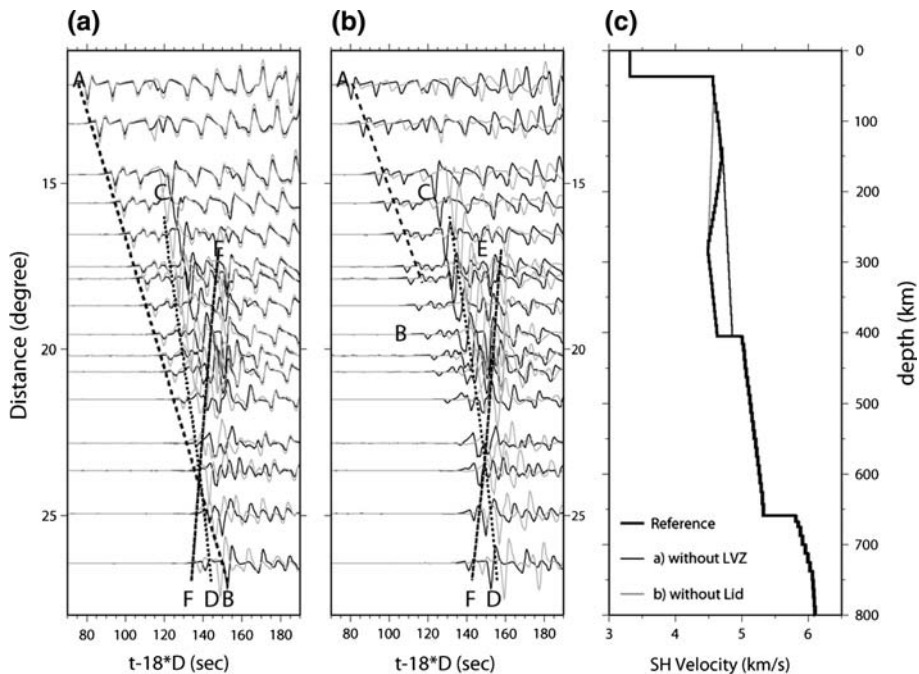 (a)
(b)
(c)
A
C
E
F D B
15
20
25
Distance (degree)
80 100 120 140 160 180
t-18*D (sec)
A
C
E
B
F D
15
20
25
80 100 120 140 160 180
t-18*D (sec)
0
100
200
300
400
500
600
700
800
depth (km)
Reference
a) without LVZ
b) without Lid
3 4 5 6
SH Velocity (km/s)